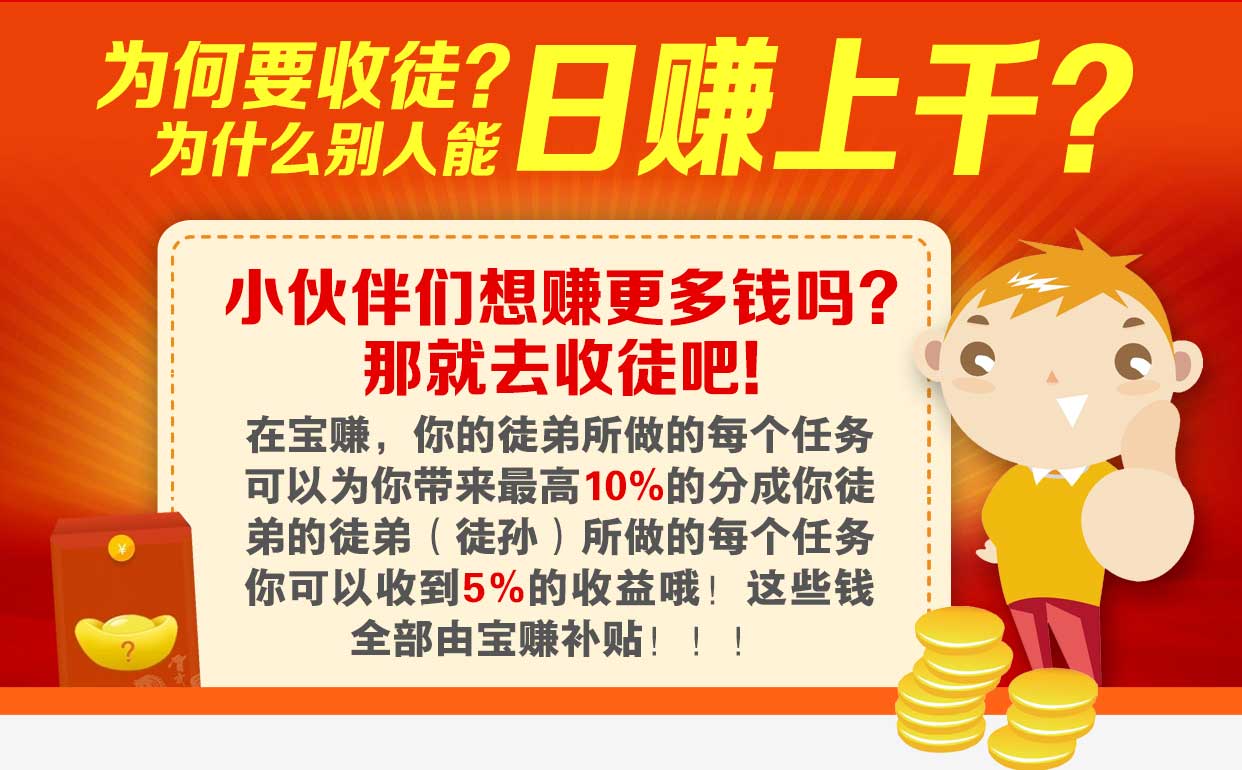 为何要收徒?
为什么别人能日赚上千?
小伙伴们想赚更多钱吗?
那就去收徒吧!
在宝赚，你的徒弟所做的每个任务
可以为你带来最高10%的分成你徒
弟的徒弟（徒孙）所做的每个任务
你可以收到5%的收益哦！这些钱
全部由宝赚补贴！！！
¥
?